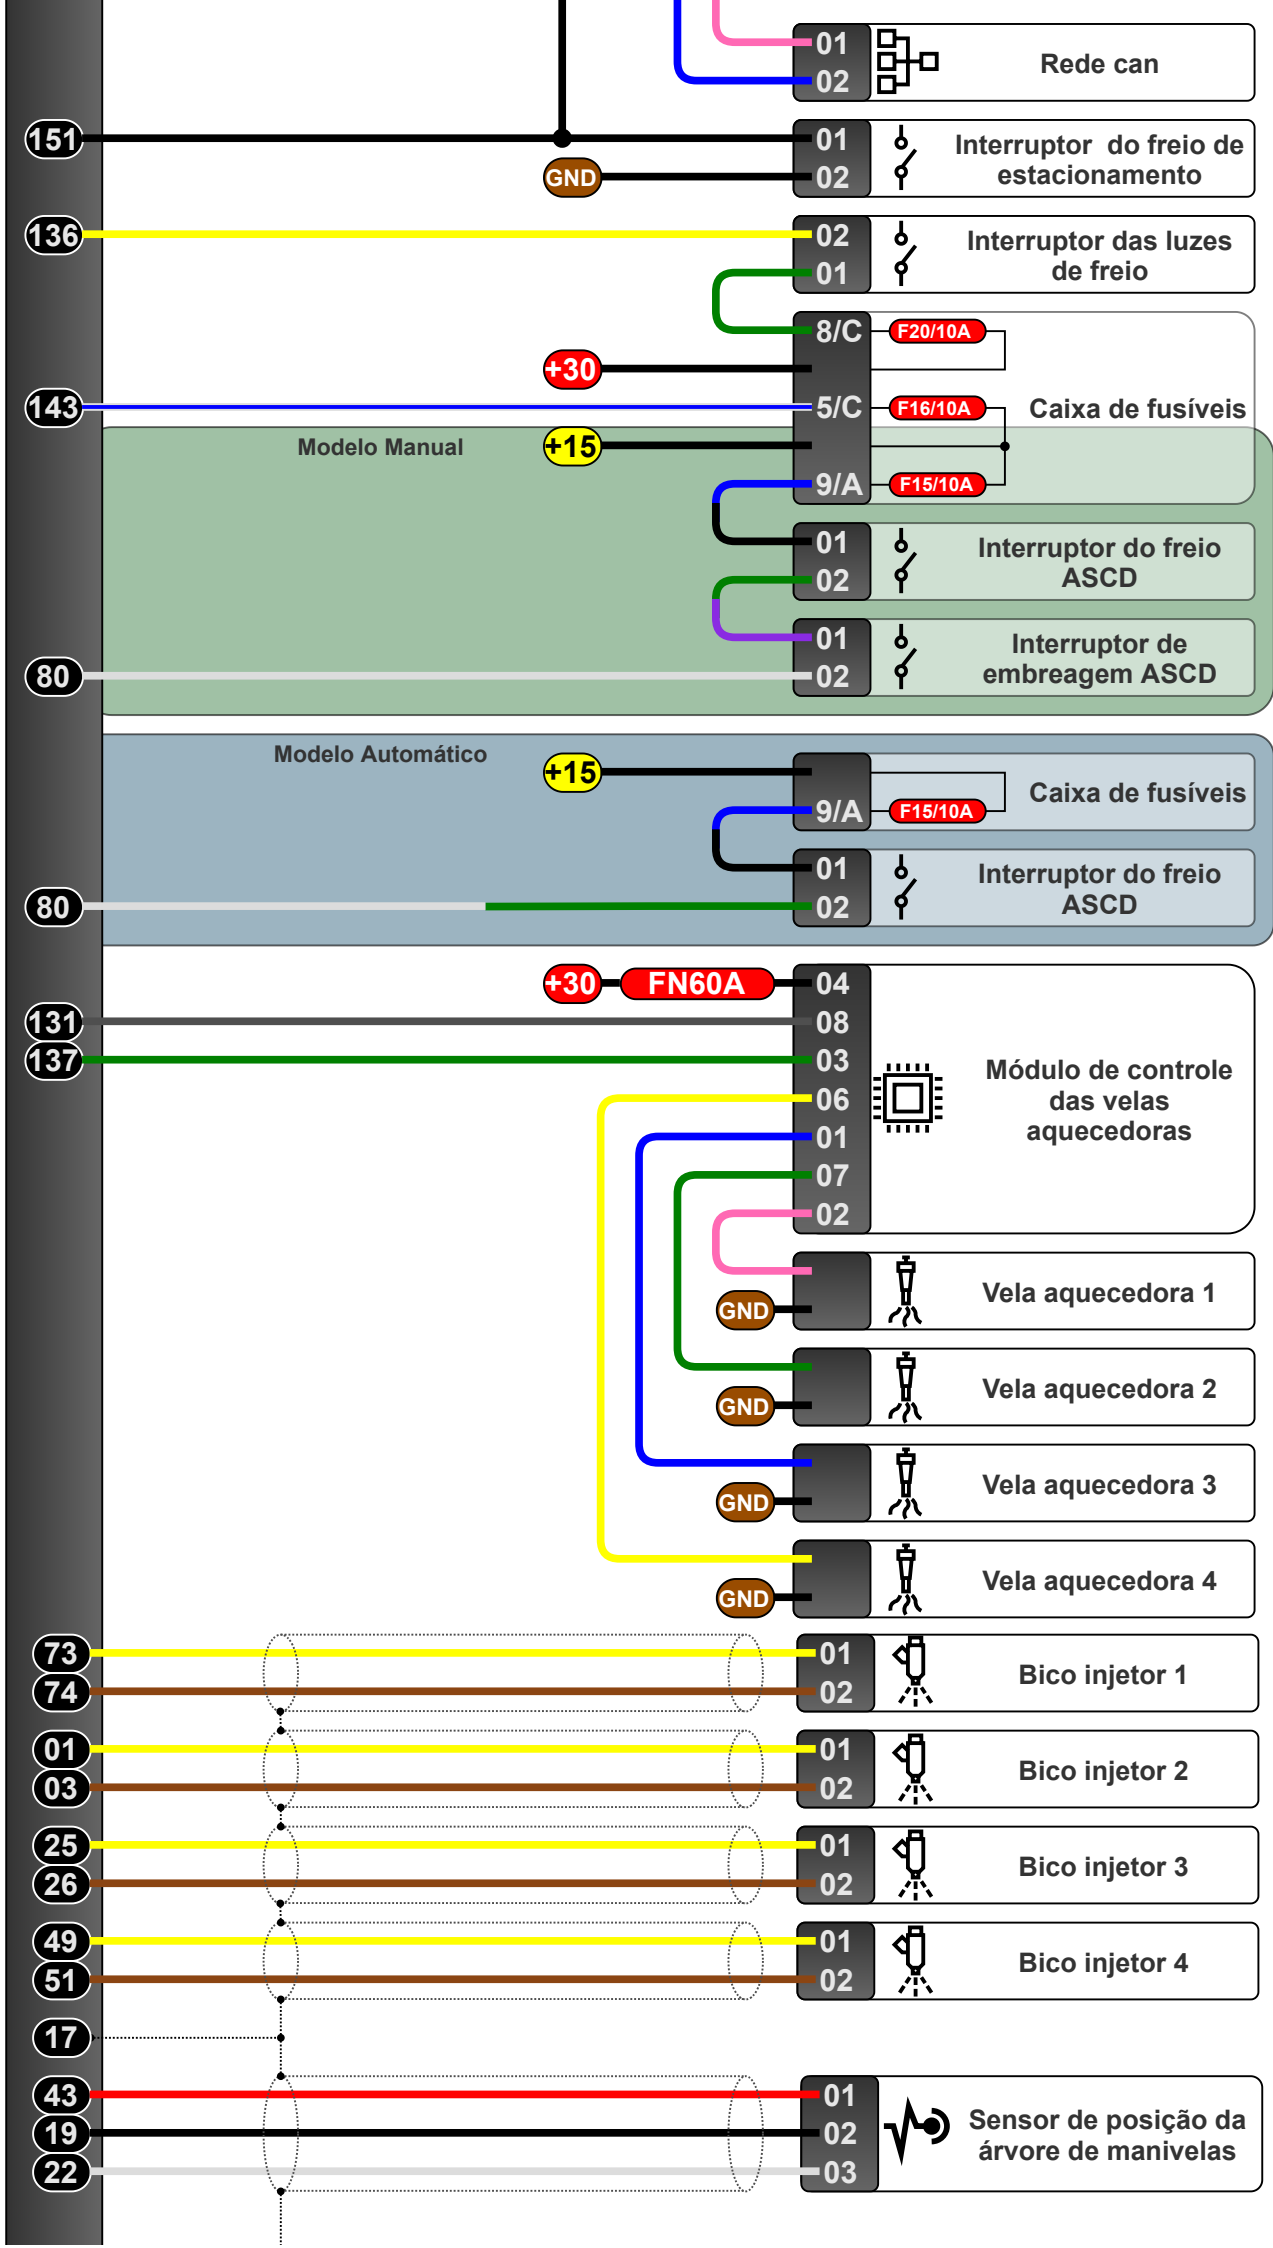 01
02
Rede can
151
01
02
GND
Interruptor do freio de
estacionamento
136
02
01
Interruptor das luzes
de freio
8/C
F20/10A
+30
143
5/C
F16/10A
Caixa de fusíveis
Modelo Manual
+15
9/A
F15/10A
01
02
Interruptor do freio
ASCD
80
01
02
Interruptor de
embreagem ASCD
Modelo Automático
+15
9/A
F15/10A
Caixa de fusíveis
80
01
02
Interruptor do freio
ASCD
+30
FN60A
04
131
08
137
03
06
01
07
02
Módulo de controle
das velas
aquecedoras
GND
Vela aquecedora 1
GND
Vela aquecedora 2
GND
Vela aquecedora 3
GND
Vela aquecedora 4
73
01
74
02
Bico injetor 1
01
01
03
02
Bico injetor 2
25
01
26
02
Bico injetor 3
49
01
51
02
Bico injetor 4
17
43
01
19
02
22
03
Sensor de posição da
árvore de manivelas